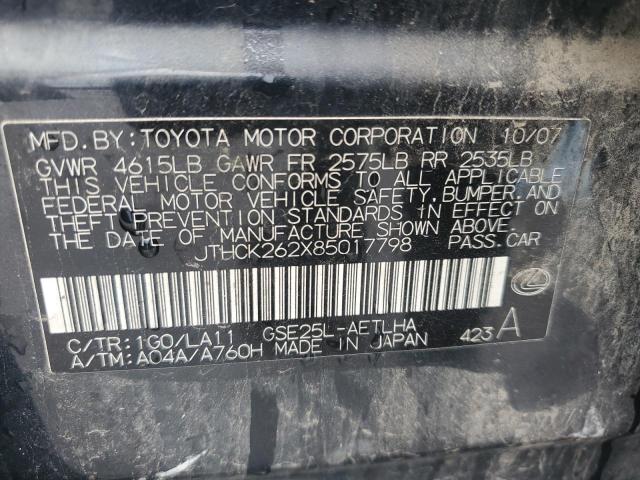 MFD.BY:TOYOTA MOTOR CORPORATION 10/07
GVWR 4615LB GAWR FR 2575LB RR 2535LB
THIS VEHICLE CONFORMS TO ALL APPLICABLE
FEDERAL MOTOR VEHICLE SAFETY,BUMPER,AND
THEFT PREVENTION STANDARDS IN EFFECT ON
THE DATE OF MANUFACTURE SHOWN ABOVE.
JTHCK262X85017798 PASS.CAR
C/TR:1G0/LA11 GSE25L-AETLHA
A/TM:A04A/A760H MADE IN JAPAN 423 A